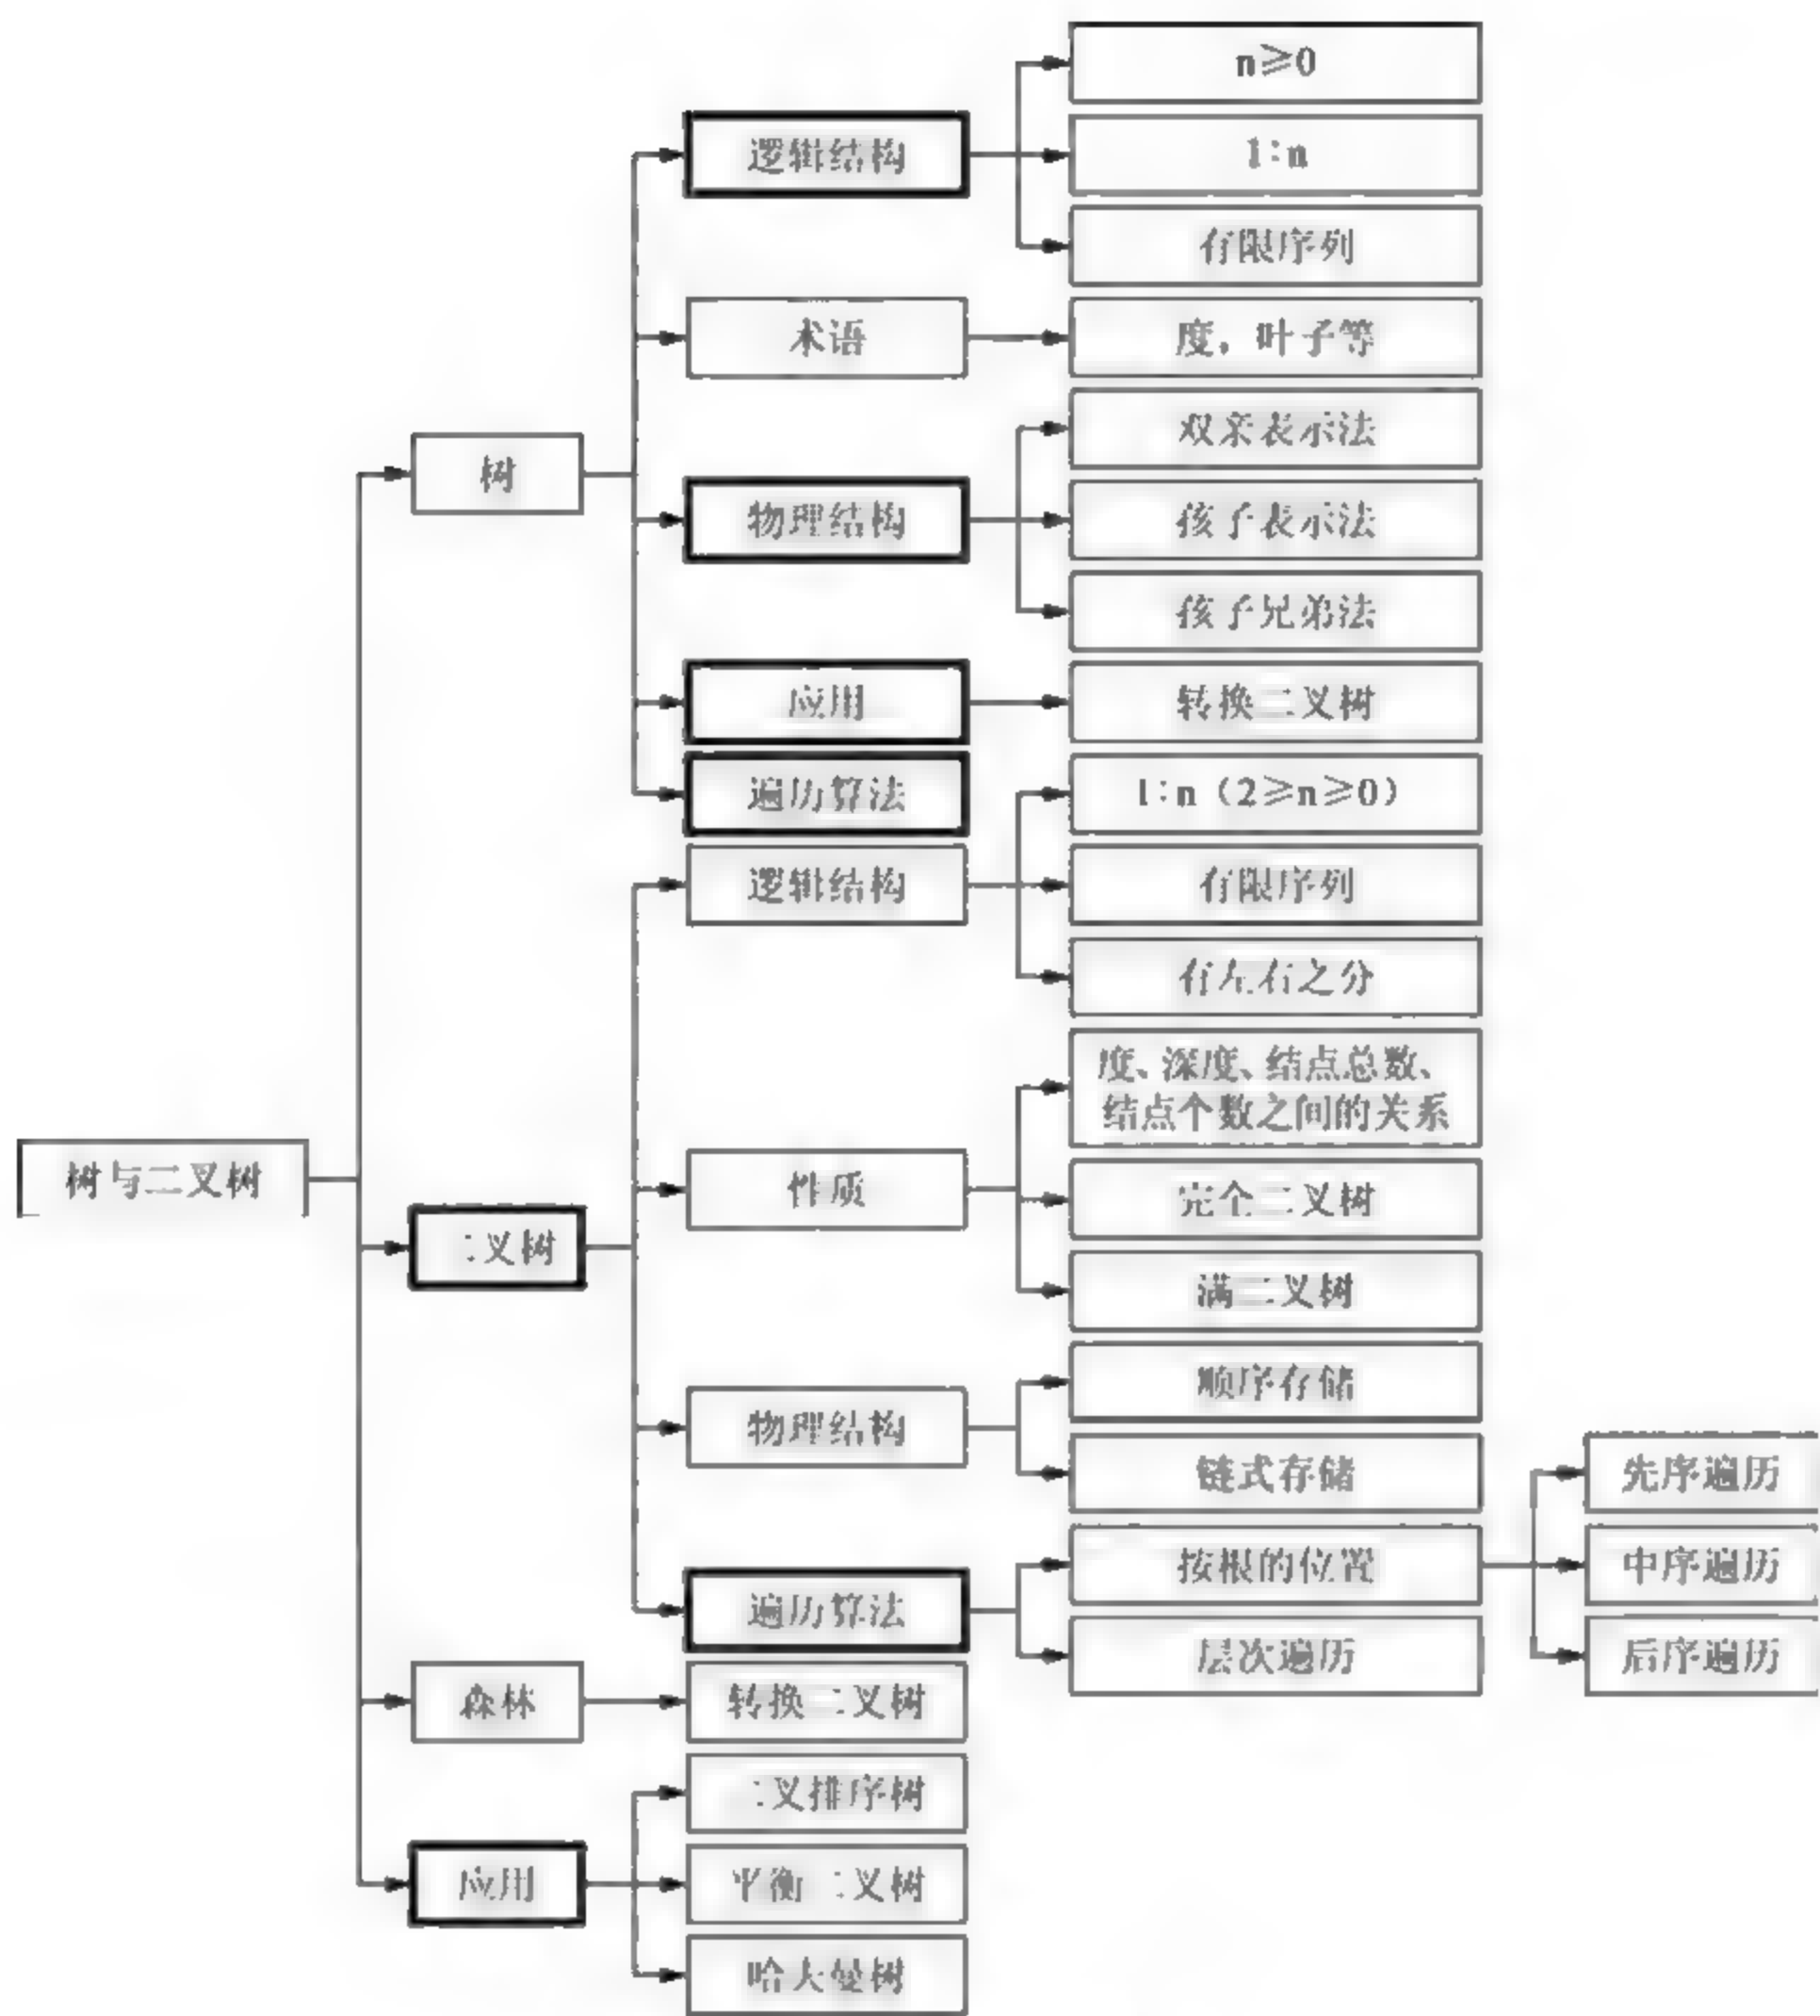 树与二叉树
树
逻辑结构
n≥0
1:n
有限序列
术语
度，叶子等
物理结构
双亲表示法
孩子表示法
孩子兄弟法
应用
转换二叉树
遍历算法
二叉树
逻辑结构
1:n（2≥n≥0）
有限序列
有左右之分
性质
度、深度、结点总数、
结点个数之间的关系
完全二叉树
满二叉树
物理结构
顺序存储
链式存储
遍历算法
按根的位置
先序遍历
中序遍历
后序遍历
层次遍历
森林
转换二叉树
应用
二叉排序树
平衡二叉树
哈夫曼树